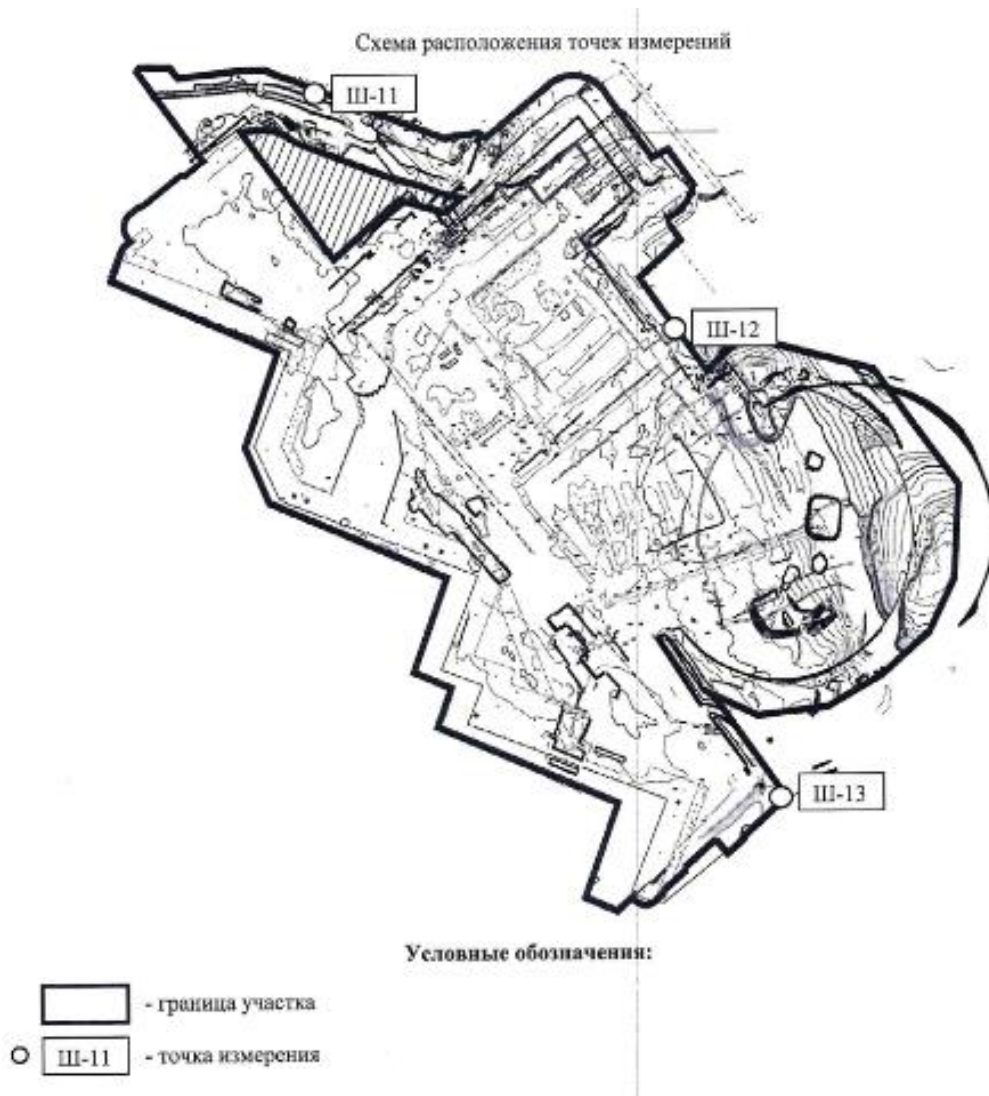 Схема расположения точек измерений
Ш-11
Ш-12
Ш-13
Условные обозначения:
- граница участка
Ш-11 - точка измерения